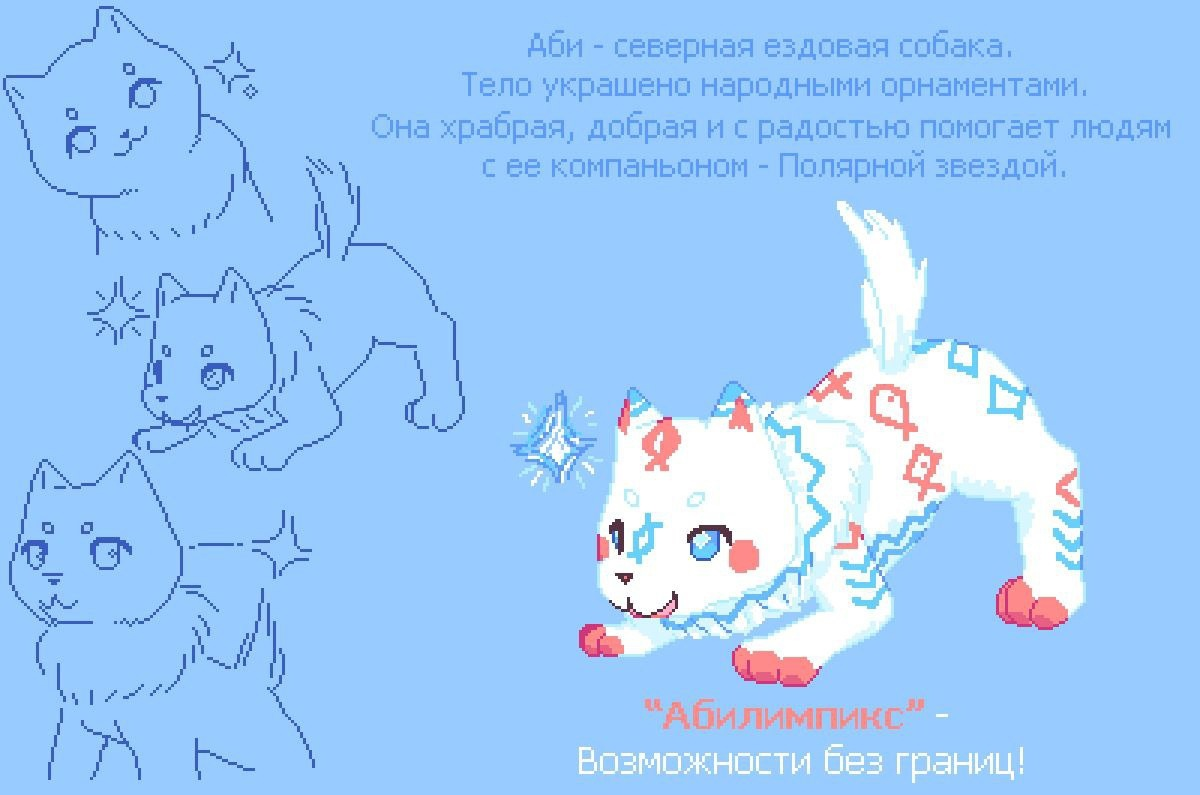 Аби - северная ездовая собака.
Тело украшено народными орнаментами.
Она храбрая, добрая и с радостью помогает людям
с ее компаньоном - Полярной звездой.
“Абилимпикс” -
Возможности без границ!